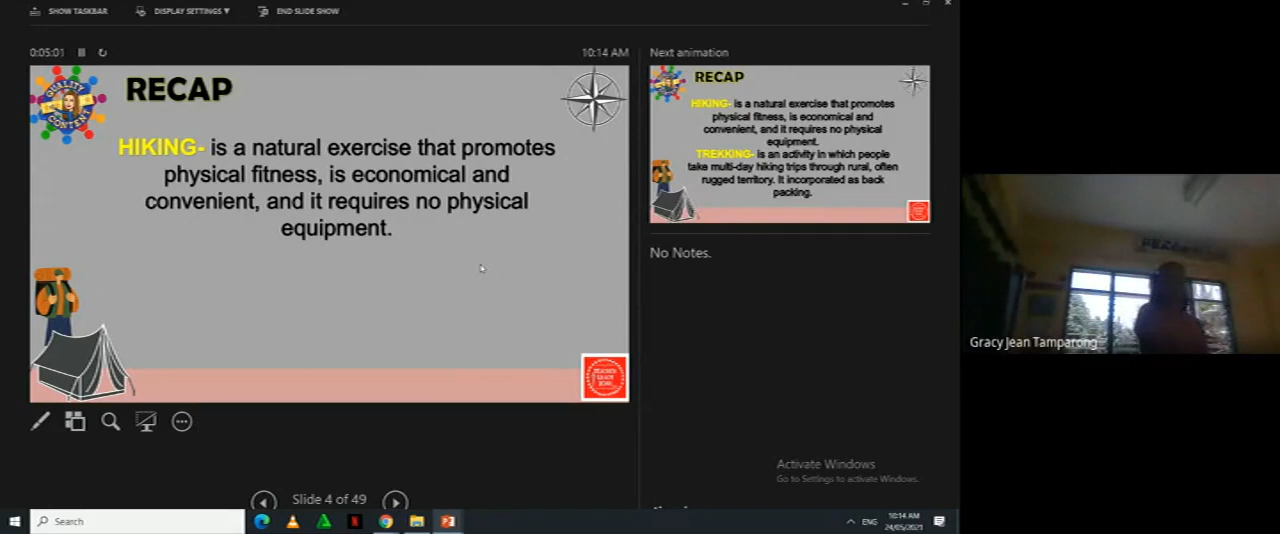 SHOW TASKBAR
DISPLAY SETTINGS ▼
END SLIDE SHOW
0:05:01
10:14 AM
RECAP
QUALITY
CONTENT
HIKING- is a natural exercise that promotes
physical fitness, is economical and
convenient, and it requires no physical
equipment.
Slide 4 of 49
Next animation
RECAP
HIKING- is a natural exercise that promotes
physical fitness, is economical and
convenient, and it requires no physical
equipment.
TREKKING- is an activity in which people
take multi-day hiking trips through rural, often
rugged territory. It incorporated as back
packing.
No Notes.
Activate Windows
Go to Settings to activate Windows.
Gracy Jean Tamparong
Search
ENG
10:14 AM
24/05/2021